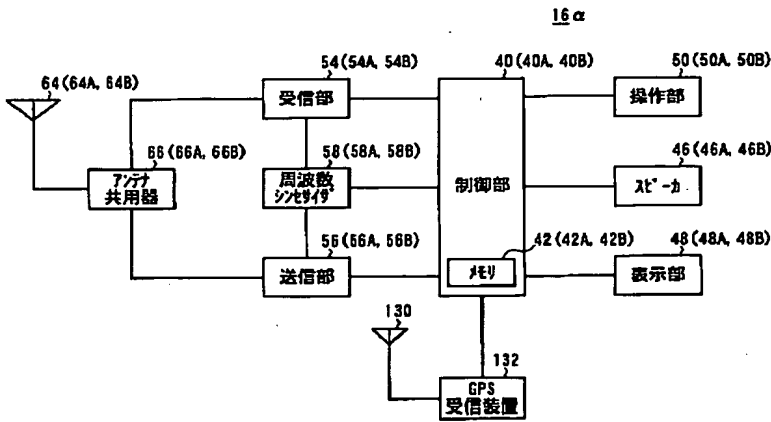 16α
64(64A, 64B)
54(54A, 54B)
受信部
40(40A, 40B)
制御部
50(50A, 50B)
操作部
66(66A, 66B)
アンテナ
共用器
58(58A, 58B)
周波数
シンセサイザ
46(46A, 46B)
スピーカ
56(56A, 56B)
送信部
42(42A, 42B)
メモリ
48(48A, 48B)
表示部
130
132
GPS
受信装置